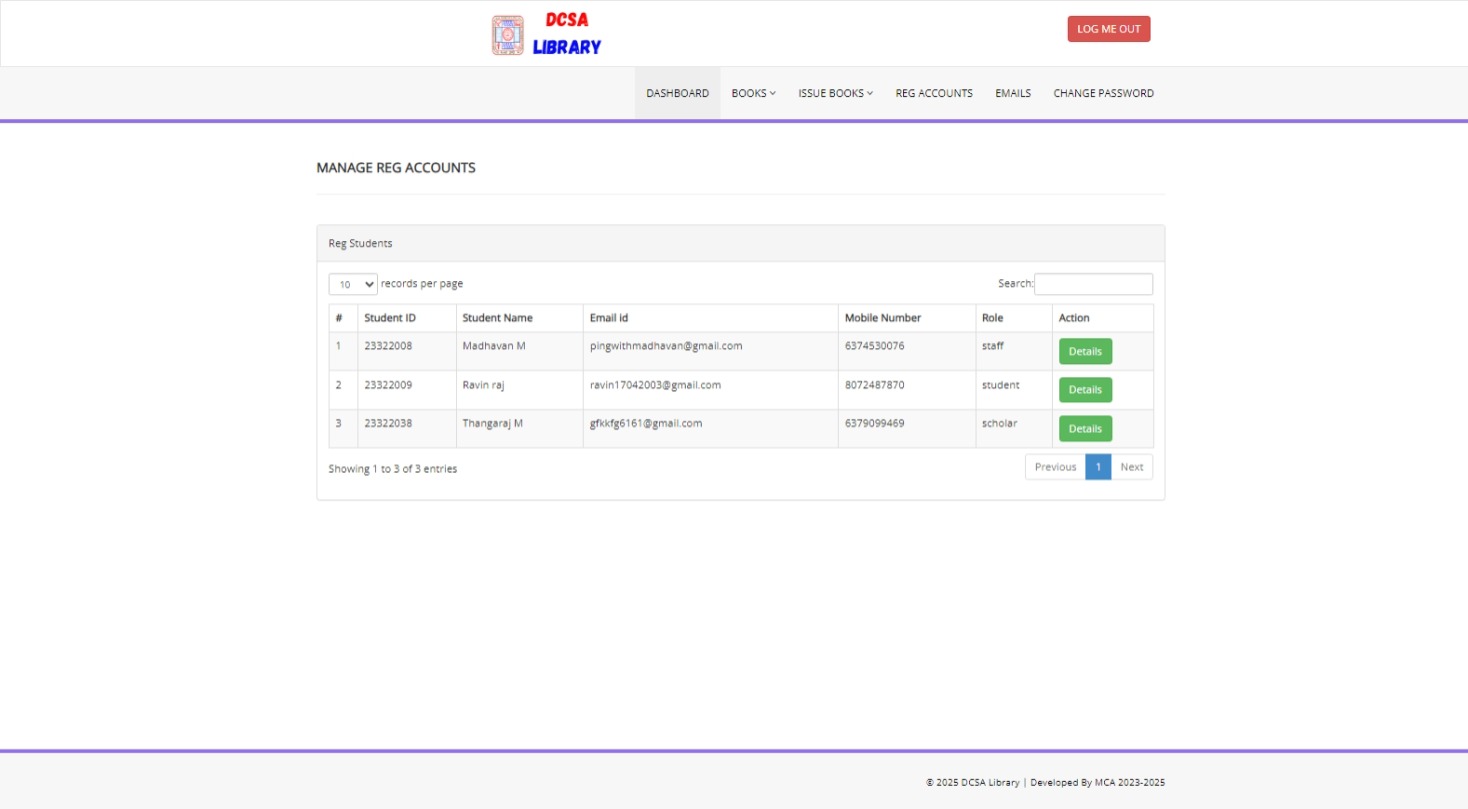 DCSA
LIBRARY
LOG ME OUT
DASHBOARD BOOKS ISSUE BOOKS REG ACCOUNTS EMAILS CHANGE PASSWORD
MANAGE REG ACCOUNTS
Reg Students
10 records per page Search:
# Student ID Student Name Email id Mobile Number Role Action
1 23322008 Madhavan M pingwithmadhavan@gmail.com 6374530076 staff Details
2 23322009 Ravin raj ravin17042003@gmail.com 8072487870 student Details
3 23322038 Thangaraj M gfkkfg6161@gmail.com 6379099469 scholar Details
Showing 1 to 3 of 3 entries Previous 1 Next
© 2025 DCSA Library | Developed By MCA 2023-2025